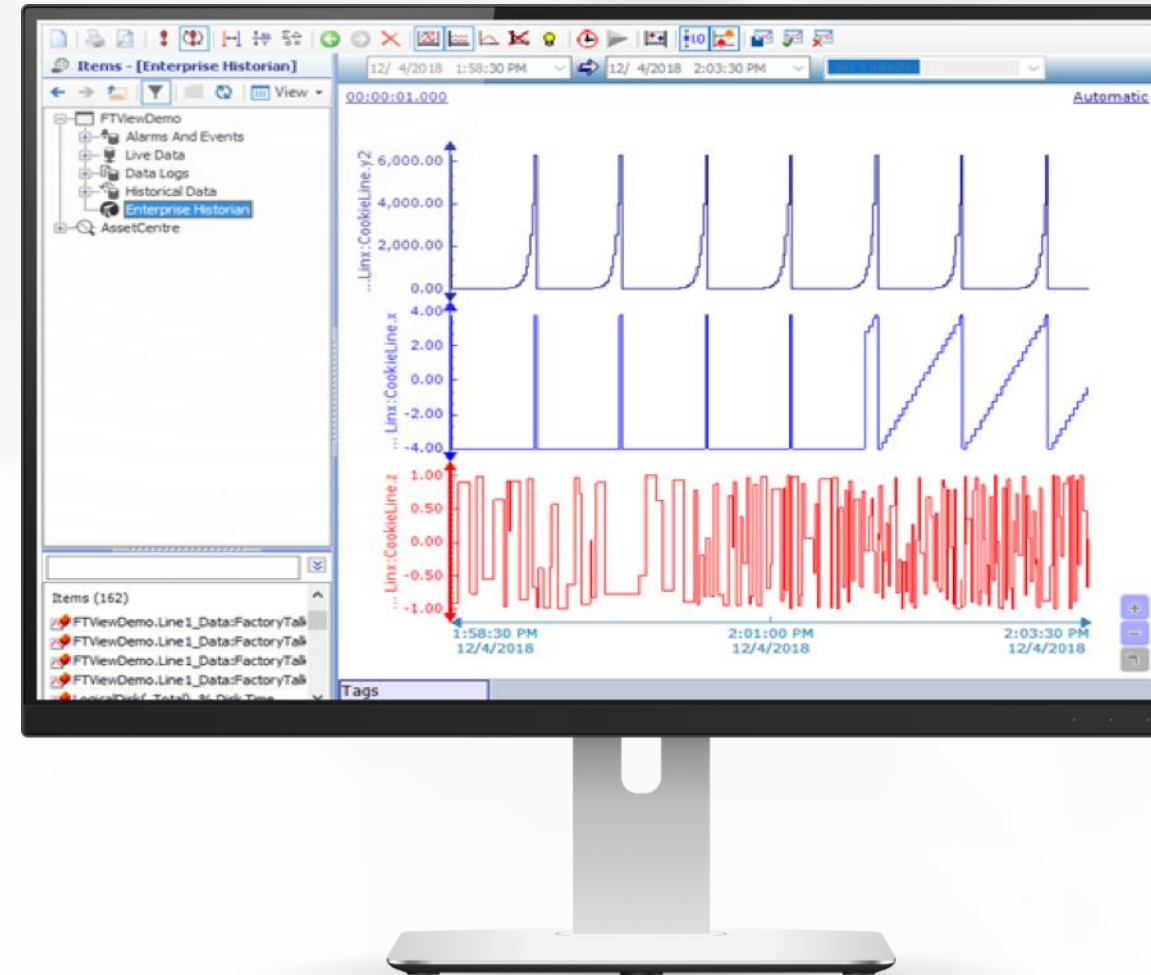 Items - [Enterprise Historian]
View
FTViewDemo
Alarms And Events
Live Data
Data Logs
Historical Data
Enterprise Historian
AssetCentre
Items (162)
FTViewDemo.Line1_Data:FactoryTalk
FTViewDemo.Line1_Data:FactoryTalk
FTViewDemo.Line1_Data:FactoryTalk
FTViewDemo.Line1_Data:FactoryTalk
12/ 4/2018 1:58:30 PM
12/ 4/2018 2:03:30 PM
00:00:01.000
Automatic
...Linx:CookieLine.y2
6,000.00
4,000.00
2,000.00
0.00
... Linx:CookieLine.x
4.00
2.00
0.00
-2.00
-4.00
... Linx:CookieLine.z
1.00
0.50
0.00
-0.50
-1.00
1:58:30 PM
12/4/2018
2:01:00 PM
12/4/2018
2:03:30 PM
12/4/2018
Tags